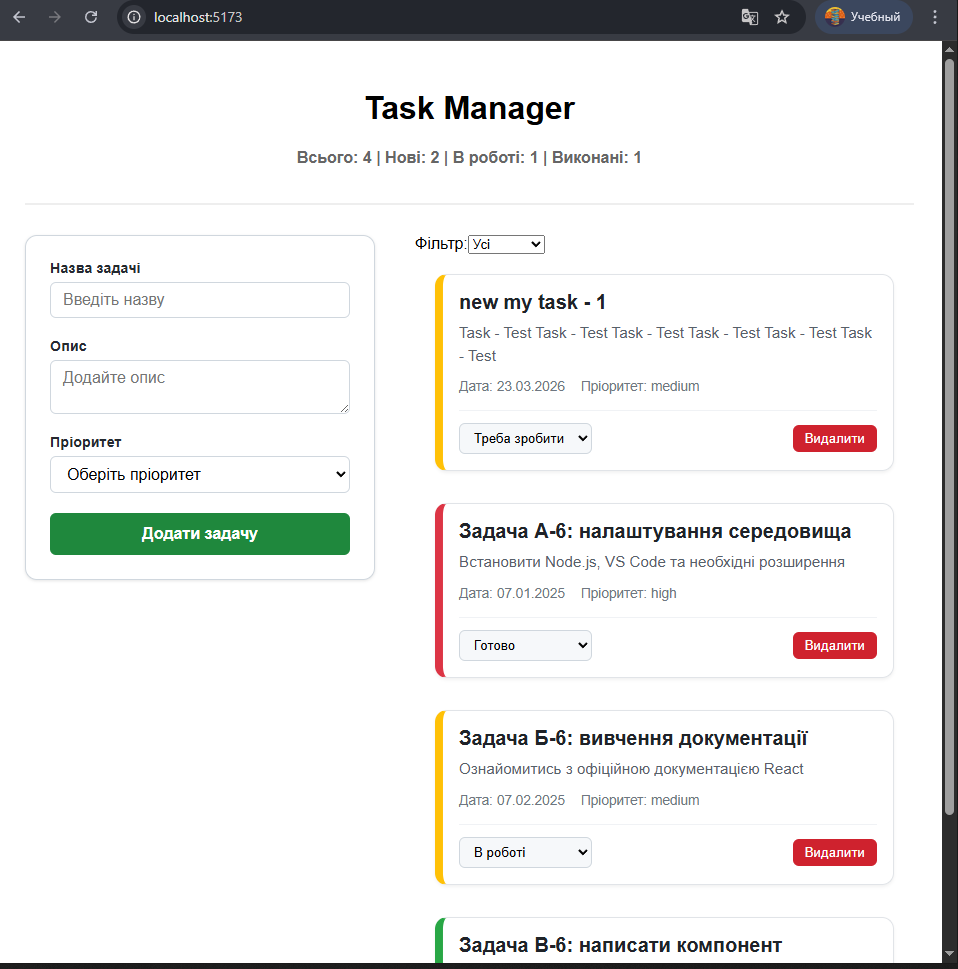 localhost:5173
Учебный
Task Manager
Всього: 4 | Нові: 2 | В роботі: 1 | Виконані: 1
Назва задачі
Введіть назву
Опис
Додайте опис
Пріоритет
Оберіть пріоритет
Додати задачу
Фільтр: Усі
new my task - 1
Task - Test Task - Test Task - Test Task - Test Task - Test Task
- Test
Дата: 23.03.2026 Пріоритет: medium
Треба зробити Видалити
Задача А-6: налаштування середовища
Встановити Node.js, VS Code та необхідні розширення
Дата: 07.01.2025 Пріоритет: high
Готово Видалити
Задача Б-6: вивчення документації
Ознайомитись з офіційною документацією React
Дата: 07.02.2025 Пріоритет: medium
В роботі Видалити
Задача В-6: написати компонент